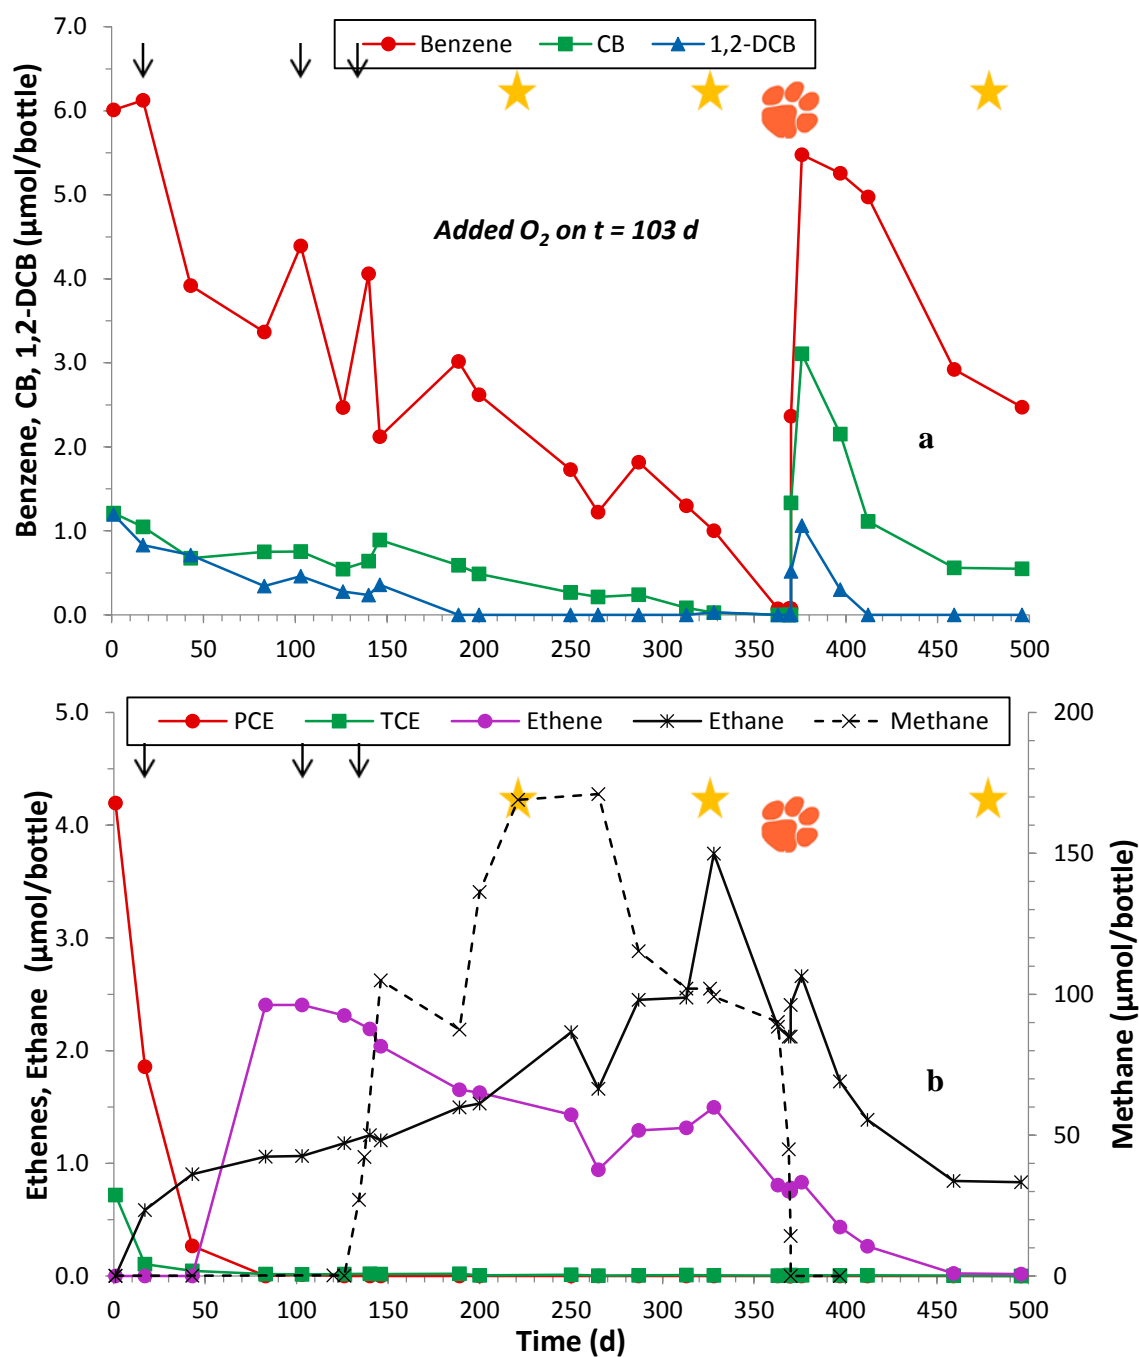 Benzene CB 1,2-DCB
7.0
6.0
5.0
4.0
3.0
2.0
1.0
0.0
Benzene, CB, 1,2-DCB (µmol/bottle)
Added O₂ on t = 103 d
a
0 50 100 150 200 250 300 350 400 450 500
PCE TCE Ethene Ethane Methane
5.0
4.0
3.0
2.0
1.0
0.0
Ethenes, Ethane (µmol/bottle)
200
150
100
50
0
Methane (µmol/bottle)
b
0 50 100 150 200 250 300 350 400 450 500
Time (d)